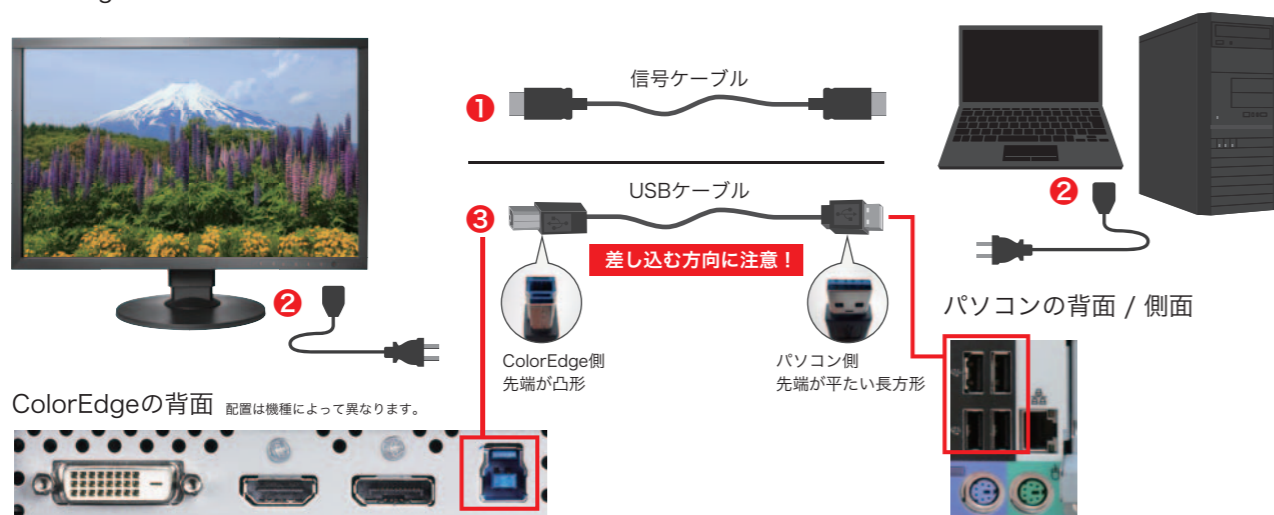 ❶
信号ケーブル
❷
USBケーブル
❸
差し込む方向に注意！
❷
パソコンの背面 / 側面
ColorEdge側
先端が凸形
パソコン側
先端が平たい長方形
ColorEdgeの背面 配置は機種によって異なります。